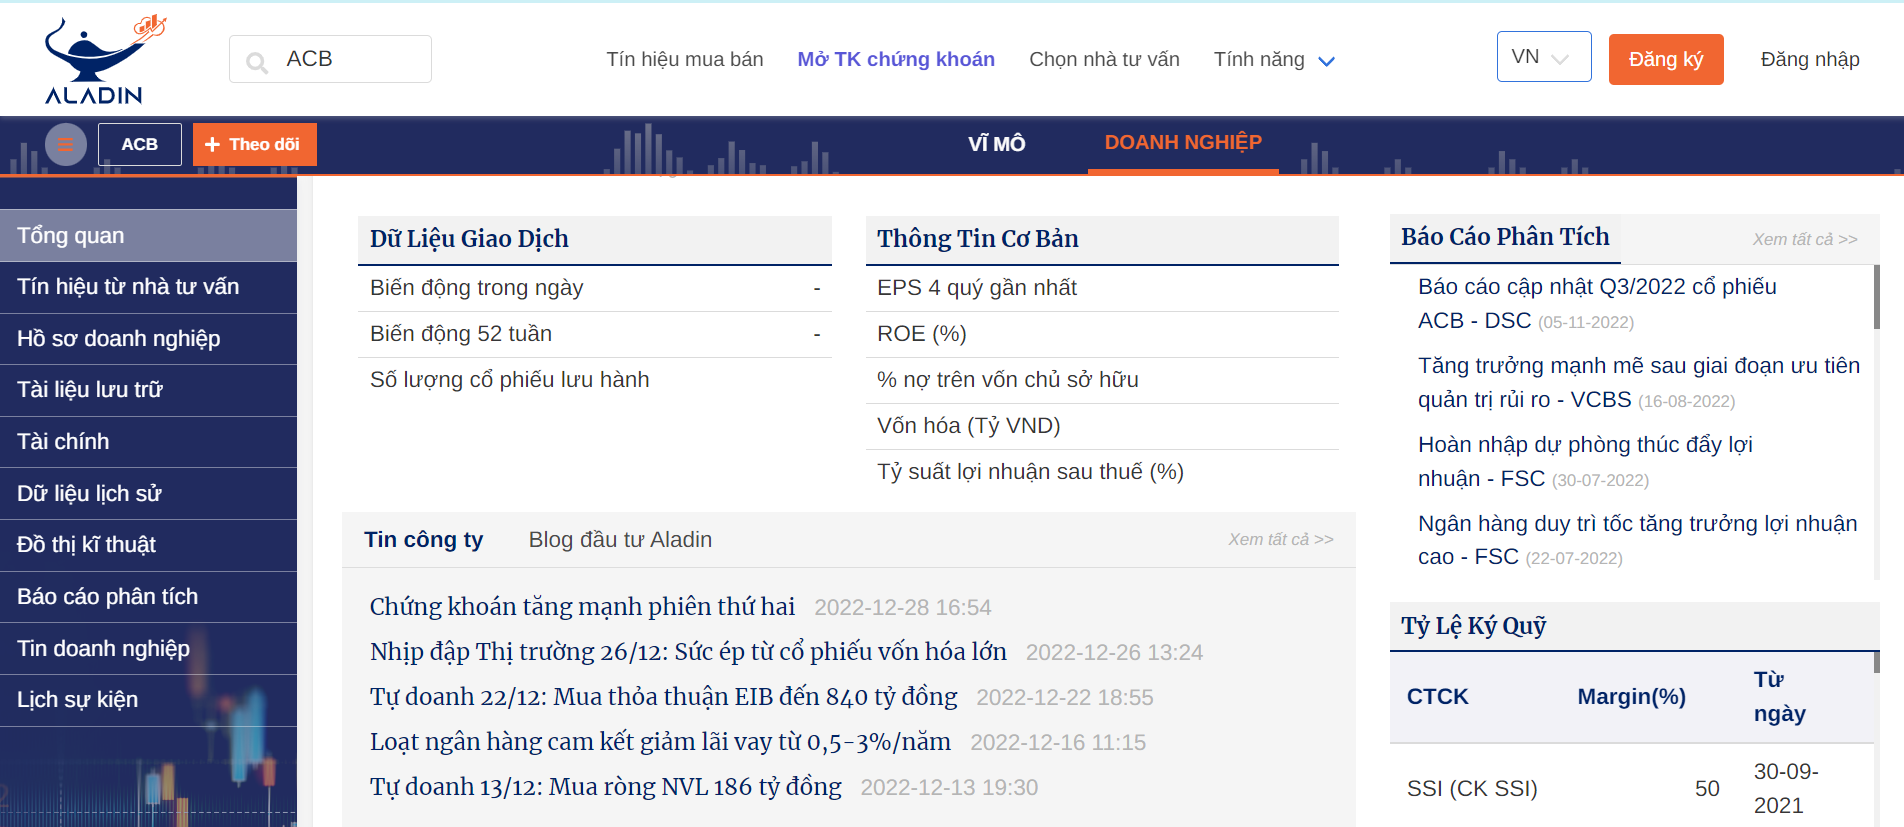 ALADIN
ACB
Tín hiệu mua bán
Mở TK chứng khoán
Chọn nhà tư vấn
Tính năng
VN
Đăng ký
Đăng nhập
ACB
+ Theo dõi
VĨ MÔ
DOANH NGHIỆP
Tổng quan
Tín hiệu từ nhà tư vấn
Hồ sơ doanh nghiệp
Tài liệu lưu trữ
Tài chính
Dữ liệu lịch sử
Đồ thị kĩ thuật
Báo cáo phân tích
Tin doanh nghiệp
Lịch sự kiện
Dữ Liệu Giao Dịch
Biến động trong ngày -
Biến động 52 tuần -
Số lượng cổ phiếu lưu hành
Thông Tin Cơ Bản
EPS 4 quý gần nhất
ROE (%)
% nợ trên vốn chủ sở hữu
Vốn hóa (Tỷ VND)
Tỷ suất lợi nhuận sau thuế (%)
Tin công ty
Blog đầu tư Aladin
Xem tất cả >>
Chứng khoán tăng mạnh phiên thứ hai 2022-12-28 16:54
Nhịp đập Thị trường 26/12: Sức ép từ cổ phiếu vốn hóa lớn 2022-12-26 13:24
Tự doanh 22/12: Mua thỏa thuận EIB đến 840 tỷ đồng 2022-12-22 18:55
Loạt ngân hàng cam kết giảm lãi vay từ 0,5-3%/năm 2022-12-16 11:15
Tự doanh 13/12: Mua ròng NVL 186 tỷ đồng 2022-12-13 19:30
Báo Cáo Phân Tích
Xem tất cả >>
Báo cáo cập nhật Q3/2022 cổ phiếu
ACB - DSC (05-11-2022)
Tăng trưởng mạnh mẽ sau giai đoạn ưu tiên
quản trị rủi ro - VCBS (16-08-2022)
Hoàn nhập dự phòng thúc đẩy lợi
nhuận - FSC (30-07-2022)
Ngân hàng duy trì tốc tăng trưởng lợi nhuận
cao - FSC (22-07-2022)
Tỷ Lệ Ký Quỹ
CTCK Margin(%) Từ
ngày
SSI (CK SSI) 50 30-09-
2021